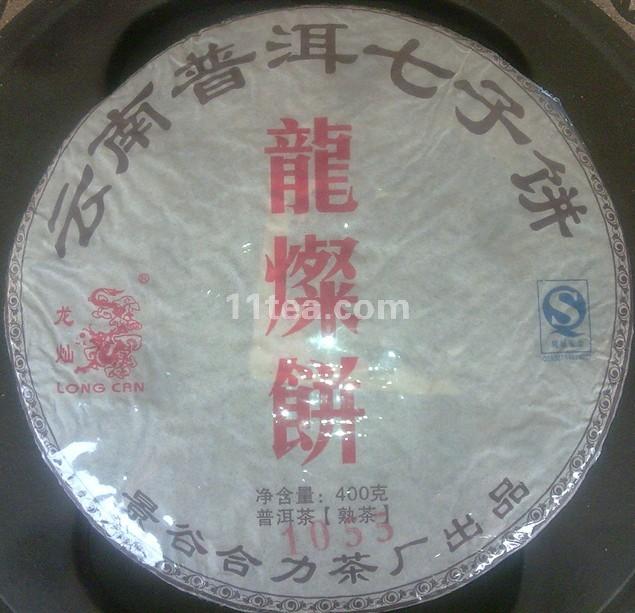 云南普洱七子饼
龍燦餅
龙灿
®
LONG CAN
11tea.com
S
净含量：400克
普洱茶【熟茶】
1055
景谷合力茶厂出品